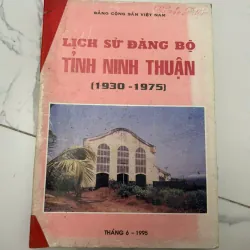 ĐẢNG CỘNG SẢN VIỆT NAM
LỊCH SỬ ĐẢNG BỘ
TỈNH NINH THUẬN
(1930 - 1975)
THÁNG 6 - 1995